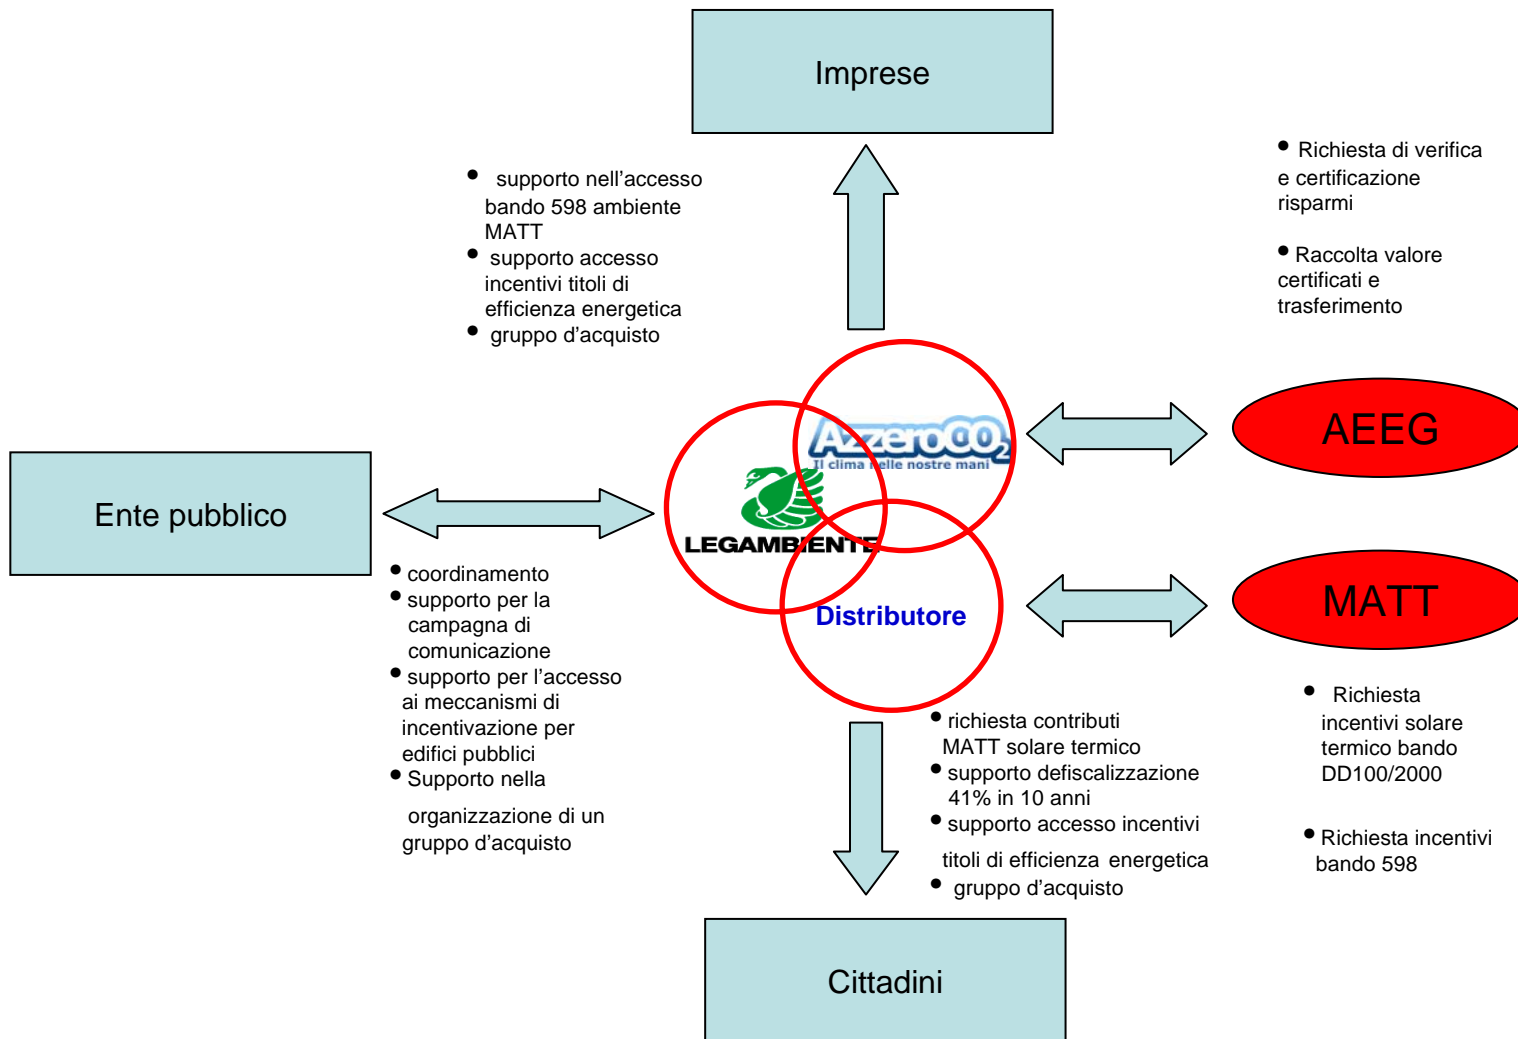 Imprese
• supporto nell'accesso
bando 598 ambiente
MATT
• supporto accesso
incentivi titoli di
efficienza energetica
• gruppo d'acquisto
• Richiesta di verifica
e certificazione
risparmi
• Raccolta valore
certificati e
trasferimento
AzzeroCO2
Il clima nelle nostre mani
AEEG
Ente pubblico
LEGAMBIENTE
MATT
Distributore
• coordinamento
• supporto per la
campagna di
comunicazione
• supporto per l'accesso
ai meccanismi di
incentivazione per
edifici pubblici
• Supporto nella
organizzazione di un
gruppo d'acquisto
• richiesta contributi
MATT solare termico
• supporto defiscalizzazione
41% in 10 anni
• supporto accesso incentivi
titoli di efficienza energetica
• gruppo d'acquisto
• Richiesta
incentivi solare
termico bando
DD100/2000
• Richiesta incentivi
bando 598
Cittadini